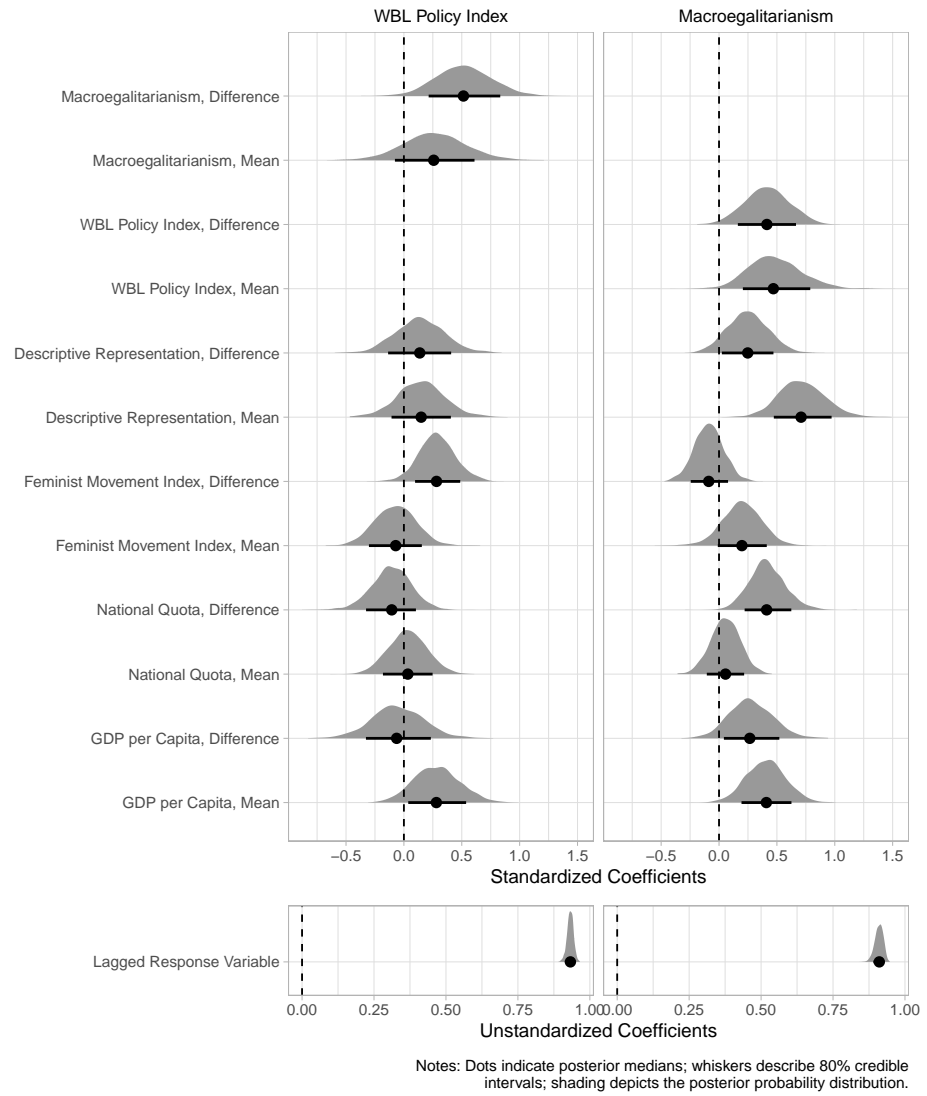 WBL Policy Index Macroegalitarianism
Macroegalitarianism, Difference
Macroegalitarianism, Mean
WBL Policy Index, Difference
WBL Policy Index, Mean
Descriptive Representation, Difference
Descriptive Representation, Mean
Feminist Movement Index, Difference
Feminist Movement Index, Mean
National Quota, Difference
National Quota, Mean
GDP per Capita, Difference
GDP per Capita, Mean
−0.5 0.0 0.5 1.0 1.5 −0.5 0.0 0.5 1.0 1.5
Standardized Coefficients
Lagged Response Variable
0.00 0.25 0.50 0.75 1.00 0.00 0.25 0.50 0.75 1.00
Unstandardized Coefficients
Notes: Dots indicate posterior medians; whiskers describe 80% credible
intervals; shading depicts the posterior probability distribution.